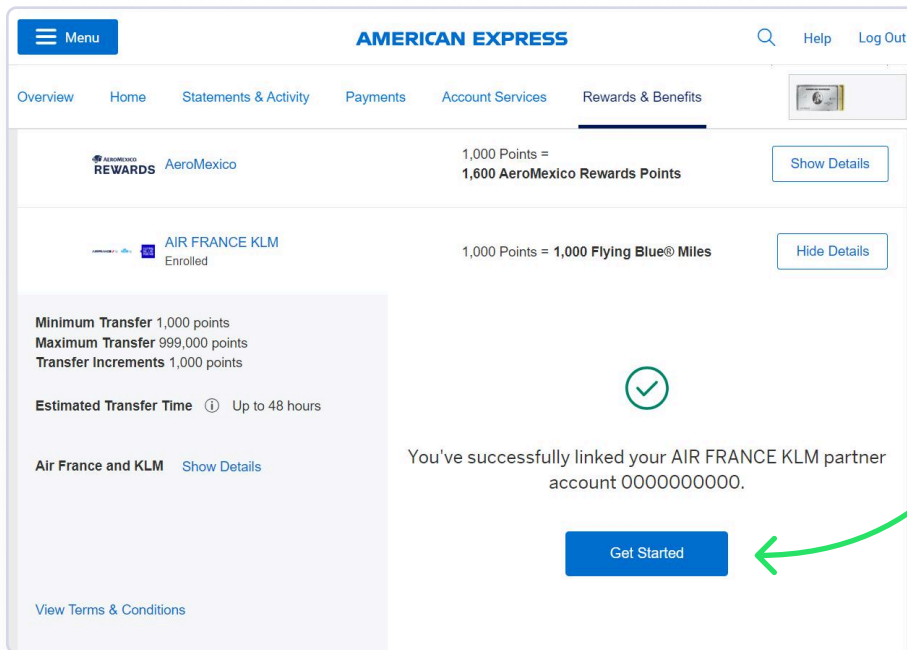 Menu
AMERICAN EXPRESS
Help
Log Out
Overview
Home
Statements & Activity
Payments
Account Services
Rewards & Benefits
AEROMEXICO
REWARDS
AeroMexico
1,000 Points =
1,600 AeroMexico Rewards Points
Show Details
AIR FRANCE KLM
Enrolled
1,000 Points = 1,000 Flying Blue® Miles
Hide Details
Minimum Transfer 1,000 points
Maximum Transfer 999,000 points
Transfer Increments 1,000 points
Estimated Transfer Time i Up to 48 hours
Air France and KLM Show Details
View Terms & Conditions
You've successfully linked your AIR FRANCE KLM partner
account 0000000000.
Get Started